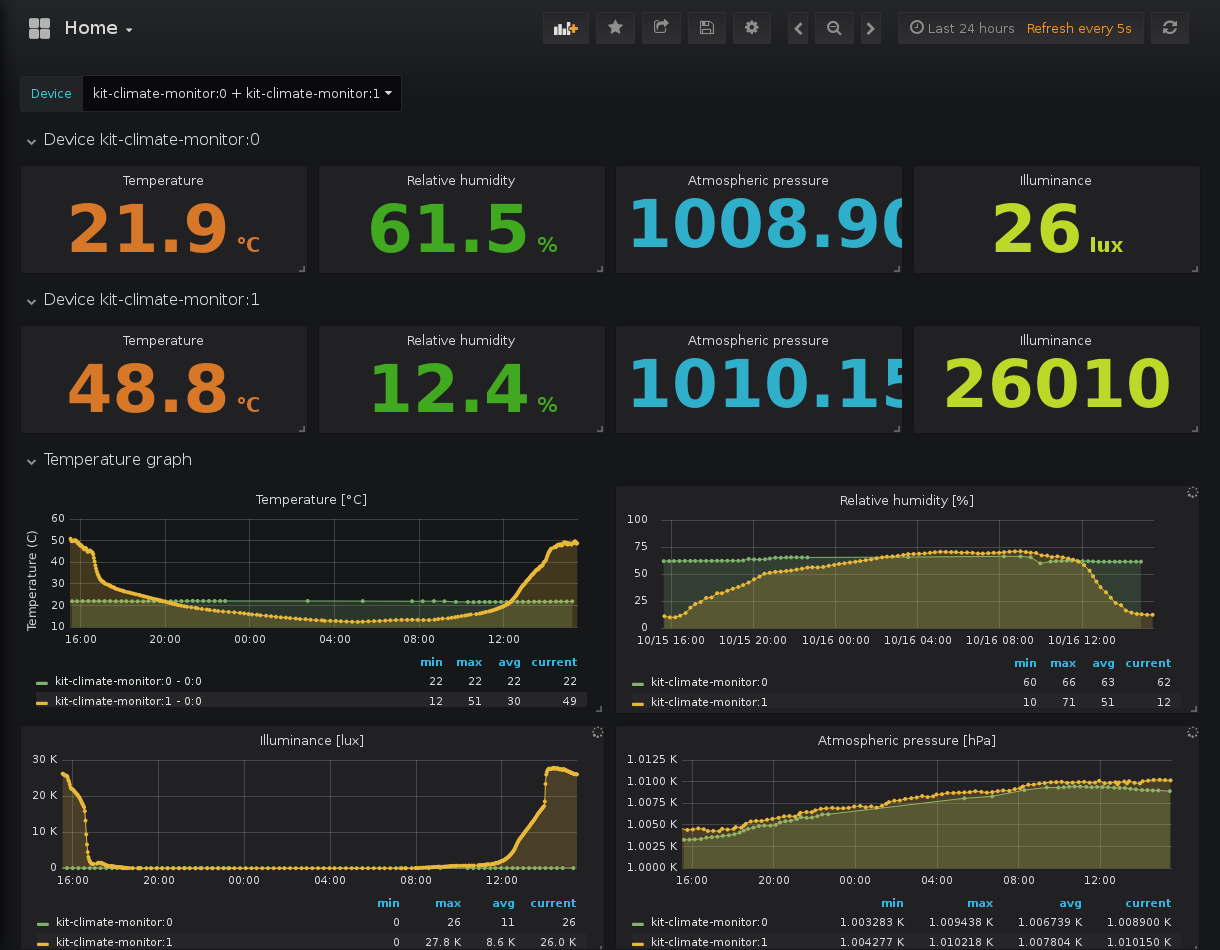 Home
Last 24 hours Refresh every 5s
Device kit-climate-monitor:0 + kit-climate-monitor:1
Device kit-climate-monitor:0
Temperature Relative humidity Atmospheric pressure Illuminance
21.9 °C 61.5 % 1008.90 26 lux
Device kit-climate-monitor:1
Temperature Relative humidity Atmospheric pressure Illuminance
48.8 °C 12.4 % 1010.15 26010
Temperature graph
Temperature [°C]
Temperature (C)
60
50
40
30
20
10
16:00 20:00 00:00 04:00 08:00 12:00
min max avg current
kit-climate-monitor:0 - 0:0 22 22 22 22
kit-climate-monitor:1 - 0:0 12 51 30 49
Relative humidity [%]
100
75
50
25
0
10/15 16:00 10/15 20:00 10/16 00:00 10/16 04:00 10/16 08:00 10/16 12:00
min max avg current
kit-climate-monitor:0 60 66 63 62
kit-climate-monitor:1 10 71 51 12
Illuminance [lux]
30 K
20 K
10 K
0
16:00 20:00 00:00 04:00 08:00 12:00
min max avg current
kit-climate-monitor:0 0 26 11 26
kit-climate-monitor:1 0 27.8 K 8.6 K 26.0 K
Atmospheric pressure [hPa]
1.0125 K
1.0100 K
1.0075 K
1.0050 K
1.0025 K
1.0000 K
16:00 20:00 00:00 04:00 08:00 12:00
min max avg current
kit-climate-monitor:0 1.003283 K 1.009438 K 1.006739 K 1.008900 K
kit-climate-monitor:1 1.004277 K 1.010218 K 1.007804 K 1.010150 K